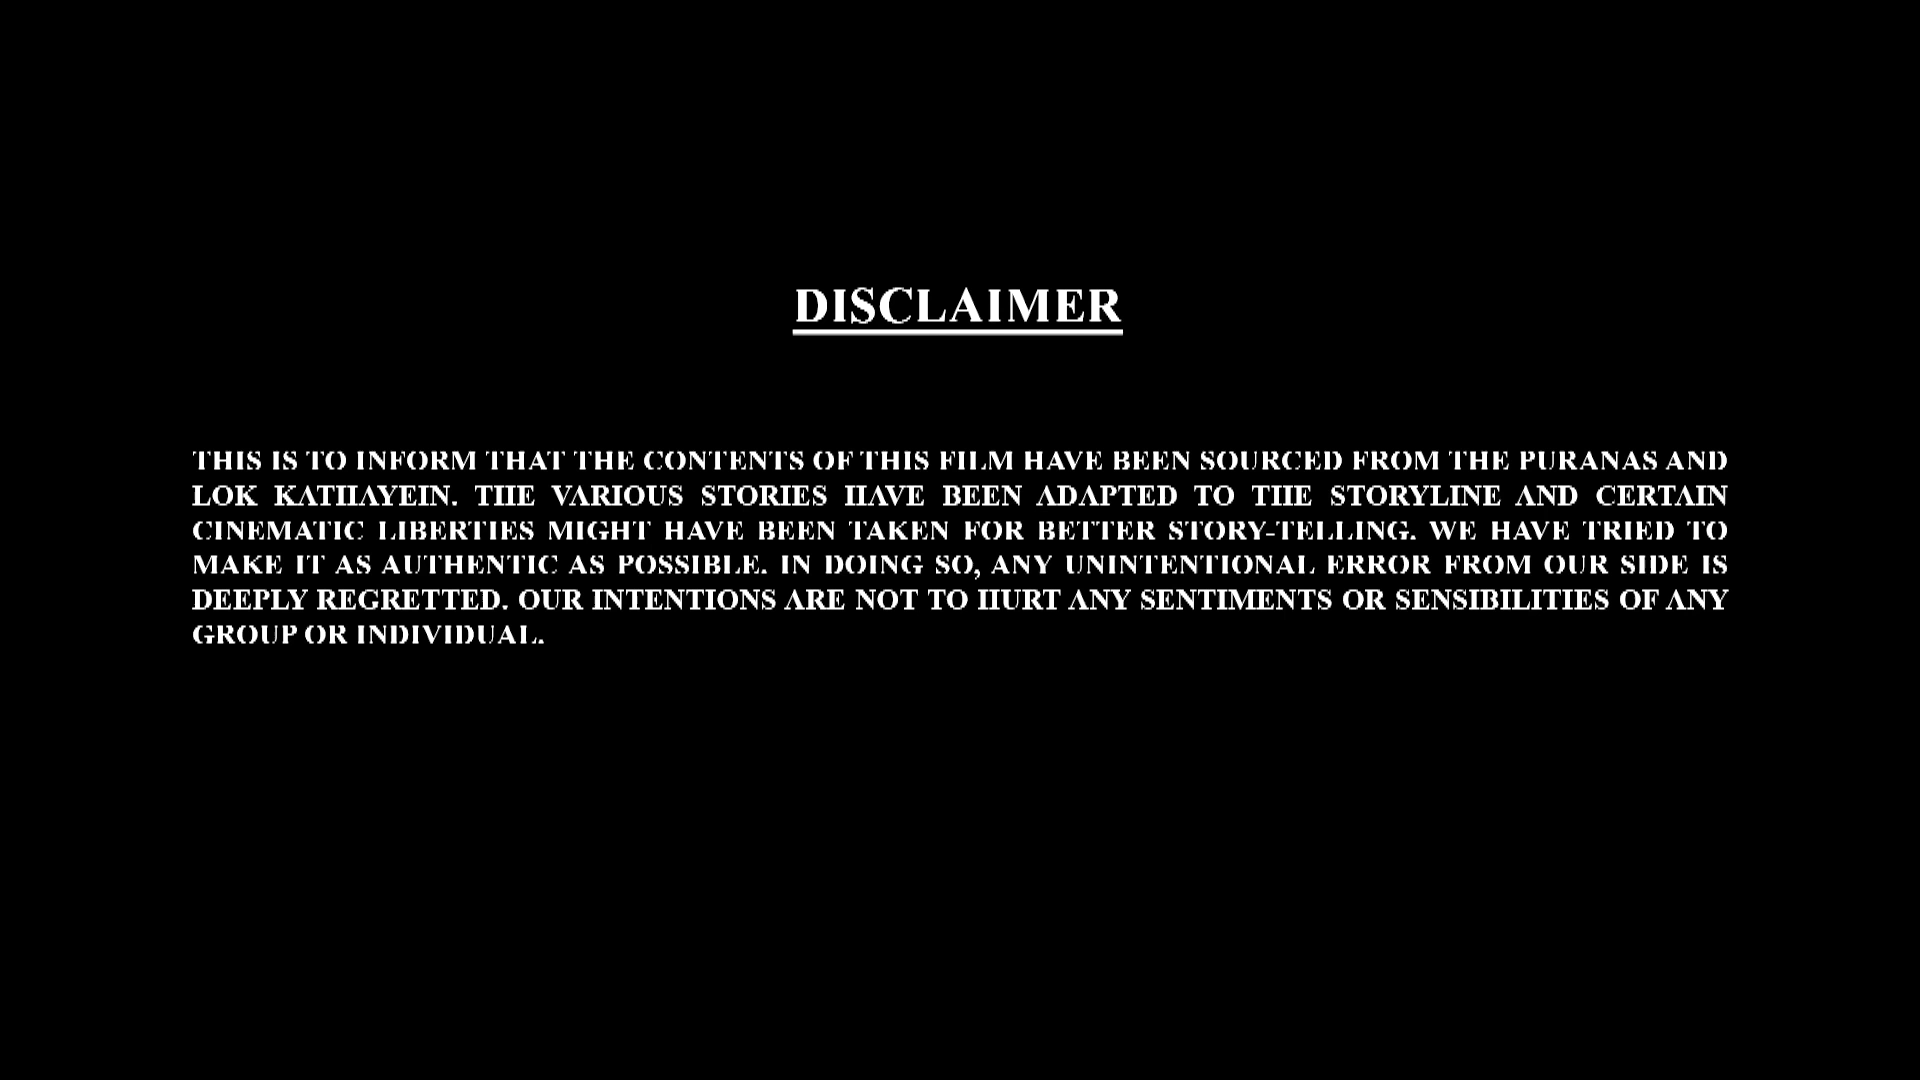 DISCLAIMER
THIS IS TO INFORM THAT THE CONTENTS OF THIS FILM HAVE BEEN SOURCED FROM THE PURANAS AND
LOK KATHAYEIN. THE VARIOUS STORIES HAVE BEEN ADAPTED TO THE STORYLINE AND CERTAIN
CINEMATIC LIBERTIES MIGHT HAVE BEEN TAKEN FOR BETTER STORY-TELLING. WE HAVE TRIED TO
MAKE IT AS AUTHENTIC AS POSSIBLE. IN DOING SO, ANY UNINTENTIONAL ERROR FROM OUR SIDE IS
DEEPLY REGRETTED. OUR INTENTIONS ARE NOT TO HURT ANY SENTIMENTS OR SENSIBILITIES OF ANY
GROUP OR INDIVIDUAL.